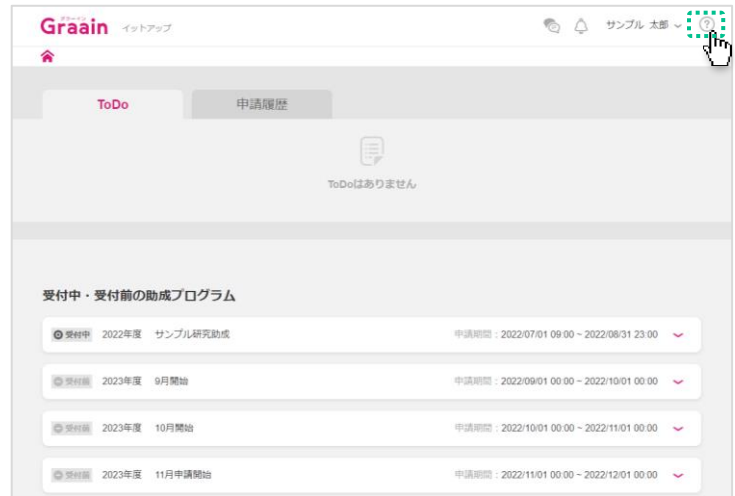 グラーイン
Graain イットアップ
サンプル 太郎
?
ToDo 申請履歴
ToDoはありません
受付中・受付前の助成プログラム
受付中 2022年度 サンプル研究助成 申請期間：2022/07/01 09:00 ~ 2022/08/31 23:00
受付前 2023年度 9月開始 申請期間：2022/09/01 00:00 ~ 2022/10/01 00:00
受付前 2023年度 10月開始 申請期間：2022/10/01 00:00 ~ 2022/11/01 00:00
受付前 2023年度 11月申請開始 申請期間：2022/11/01 00:00 ~ 2022/12/01 00:00